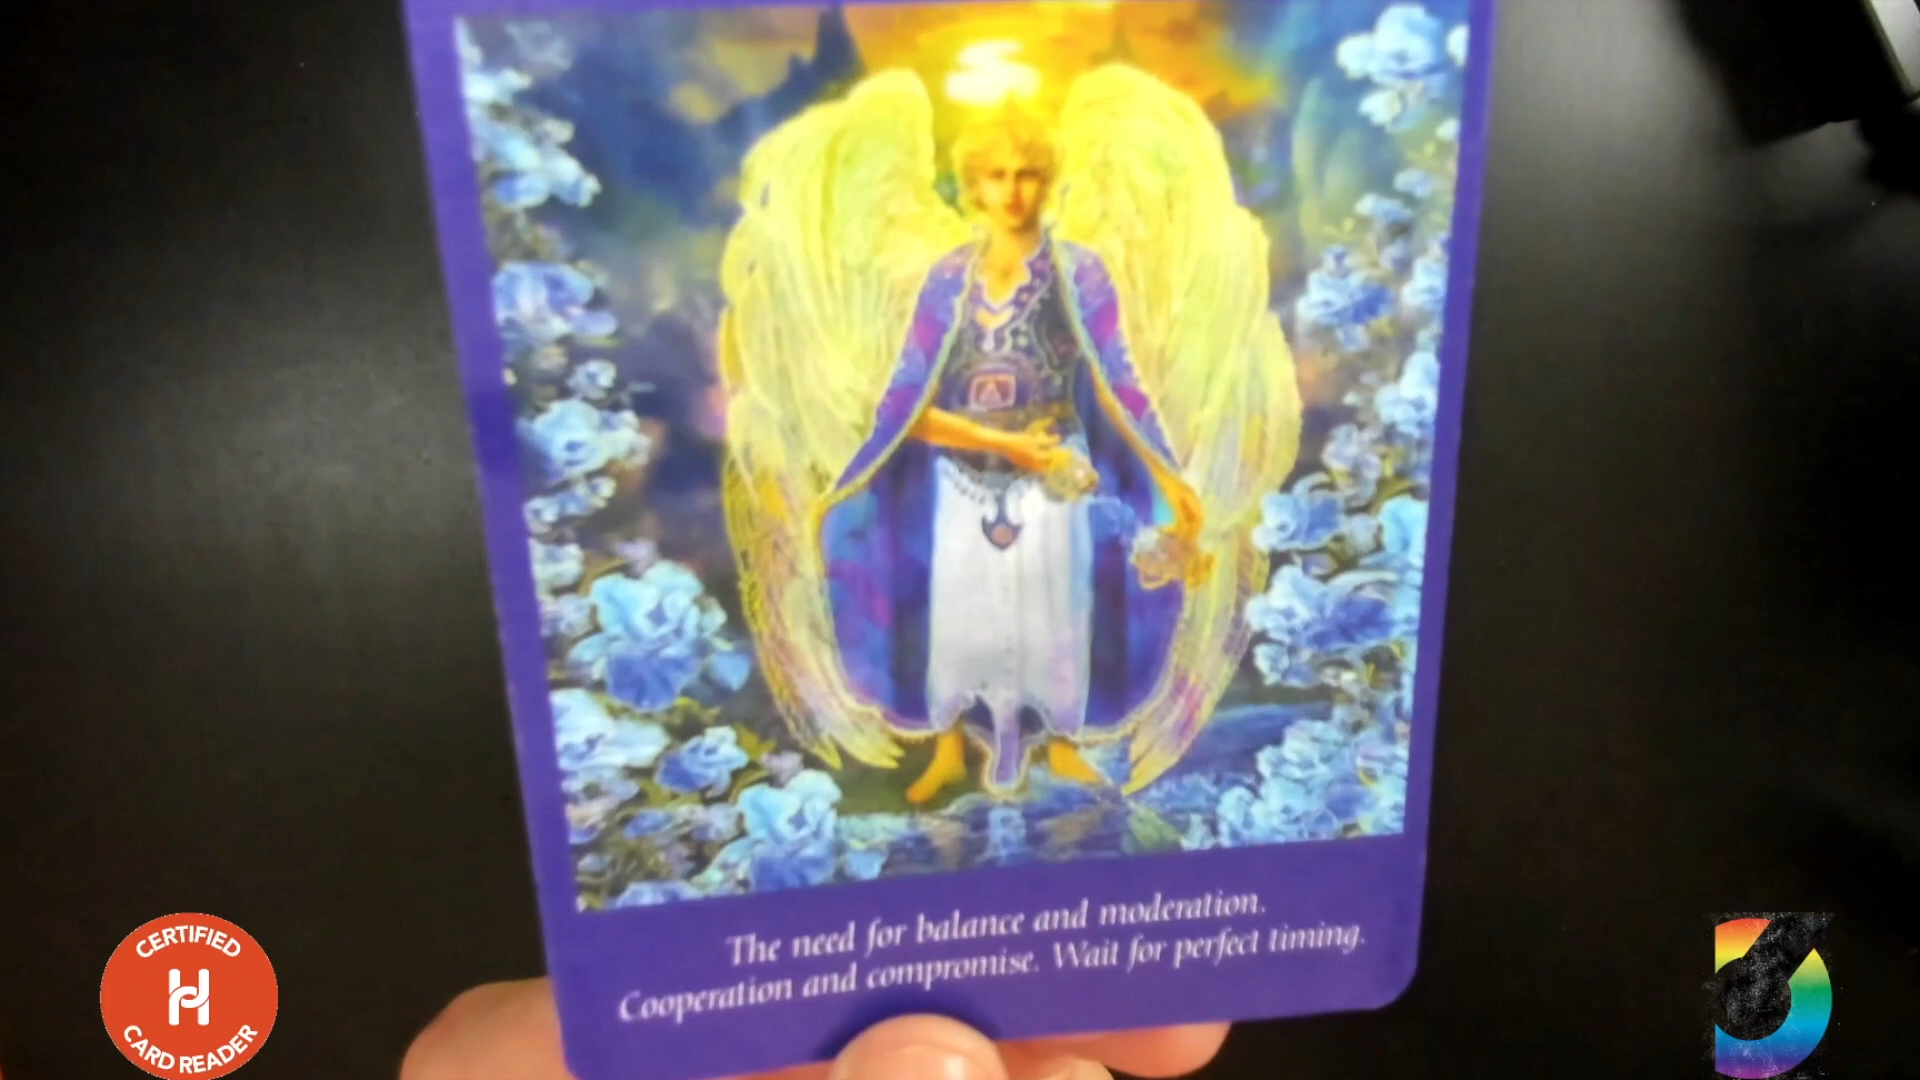 The need for balance and moderation.
Cooperation and compromise. Wait for perfect timing.
CERTIFIED
H
CARD READER